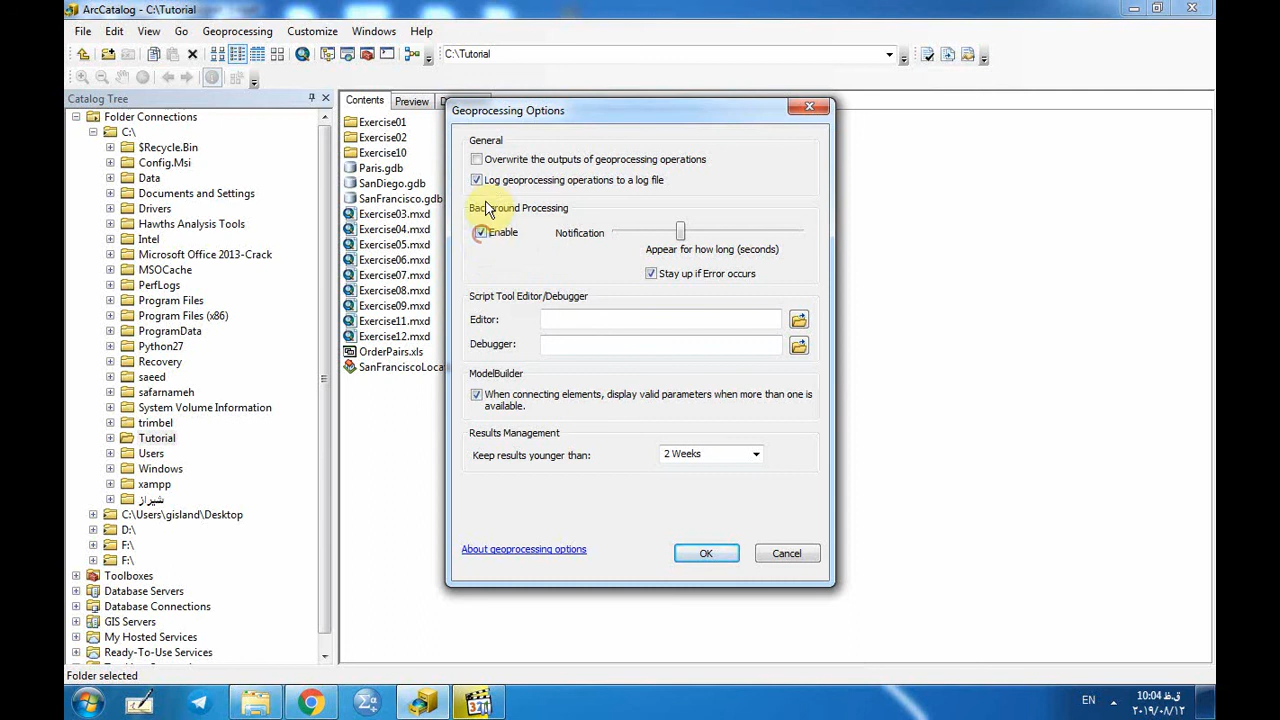 ArcCatalog - C:\Tutorial
File Edit View Go Geoprocessing Customize Windows Help
C:\Tutorial
Catalog Tree
Folder Connections
C:\
$Recycle.Bin
Config.Msi
Data
Documents and Settings
Drivers
Hawths Analysis Tools
Intel
Microsoft Office 2013-Crack
MSOCache
PerfLogs
Program Files
Program Files (x86)
ProgramData
Python27
Recovery
saeed
safarnameh
System Volume Information
trimbel
Tutorial
Users
Windows
xampp
شیراز
C:\Users\gisland\Desktop
D:\
F:\
F:\
Toolboxes
Database Servers
Database Connections
GIS Servers
My Hosted Services
Ready-To-Use Services
Contents Preview
Exercise01
Exercise02
Exercise10
Paris.gdb
SanDiego.gdb
SanFrancisco.gdb
Exercise03.mxd
Exercise04.mxd
Exercise05.mxd
Exercise06.mxd
Exercise07.mxd
Exercise08.mxd
Exercise09.mxd
Exercise11.mxd
Exercise12.mxd
OrderPairs.xls
SanFranciscoLoca
Geoprocessing Options
General
Overwrite the outputs of geoprocessing operations
Log geoprocessing operations to a log file
Background Processing
Enable Notification
Appear for how long (seconds)
Stay up if Error occurs
Script Tool Editor/Debugger
Editor:
Debugger:
ModelBuilder
When connecting elements, display valid parameters when more than one is
available.
Results Management
Keep results younger than: 2 Weeks
About geoprocessing options OK Cancel
Folder selected
EN
10:04 ق.ظ
۲۰۱۹/۰۸/۱۲